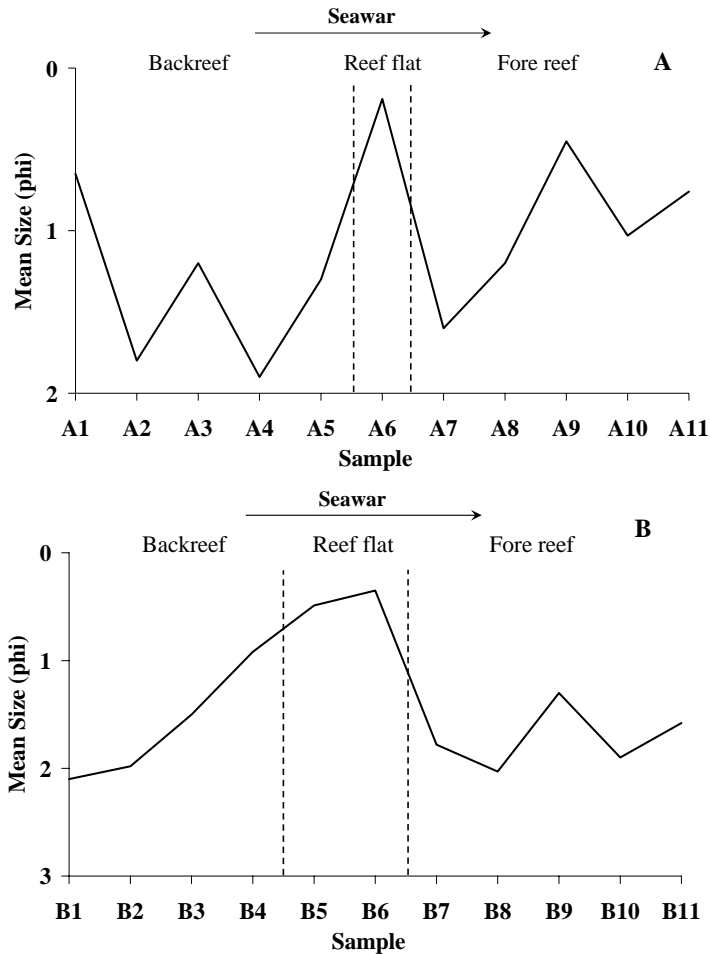 Seawar
Backreef Reef flat Fore reef A
0
1
2
Mean Size (phi)
A1 A2 A3 A4 A5 A6 A7 A8 A9 A10 A11
Sample
Seawar
Backreef Reef flat Fore reef B
0
1
2
3
Mean Size (phi)
B1 B2 B3 B4 B5 B6 B7 B8 B9 B10 B11
Sample